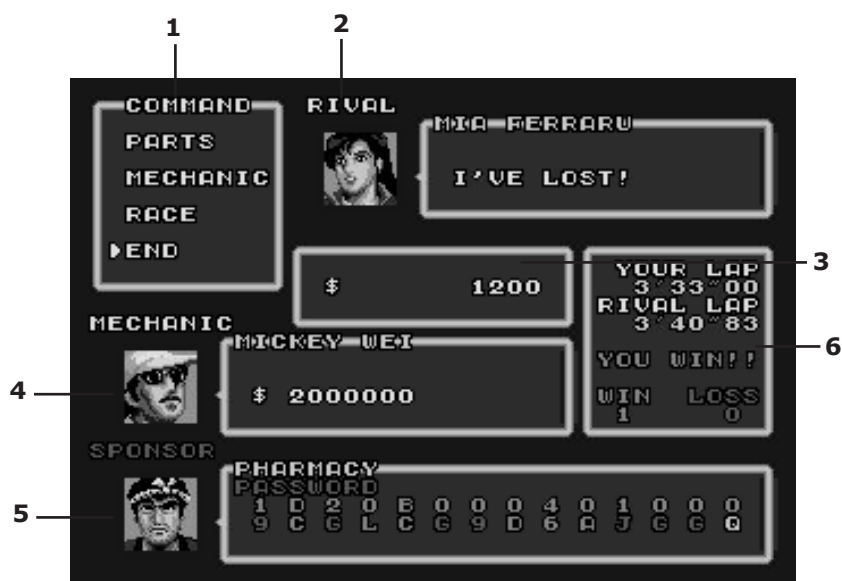 1
2
COMMAND
PARTS
MECHANIC
RACE
END
RIVAL
MIA FERRARU
I'VE LOST!
$ 1200
3
YOUR LAP
3´33˝00
RIVAL LAP
3´40˝83
YOU WIN!!
WIN LOSS
1 0
6
MECHANIC
MICKEY WEI
$ 2000000
4
SPONSOR
PHARMACY
PASSWORD
1 D 2 0 B 0 0 0 4 0 1 0 0 0
9 C G L C G 9 D 6 A J G G Q
5